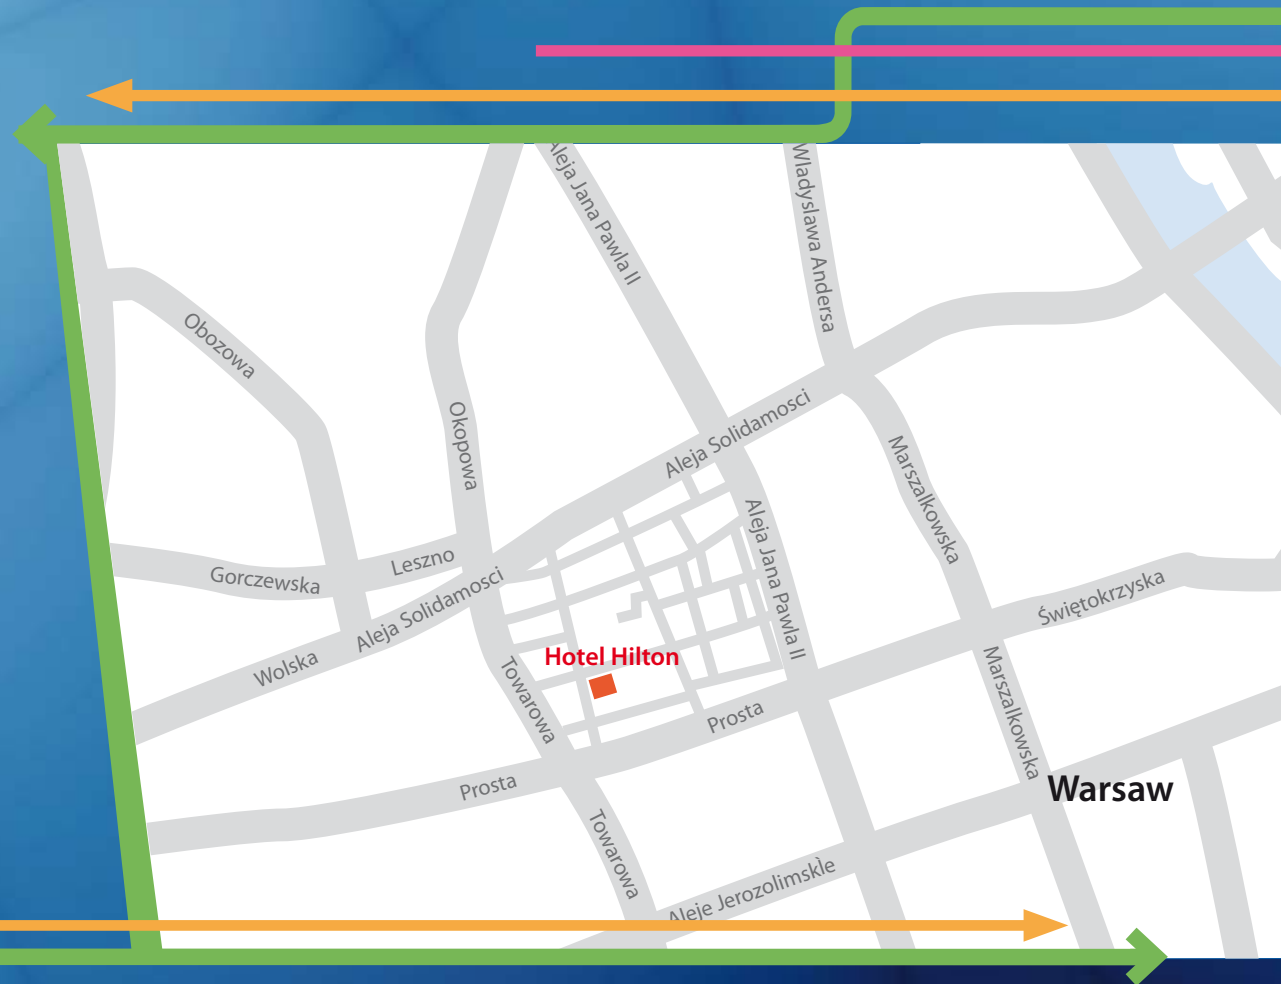 Aleja Jana Pawla II
Wladyslawa Andersa
Obozowa
Okopowa
Aleja Solidamosci
Marszalkowska
Aleja Jana Pawla II
Leszno
Gorczewska
Świętokrzyska
Aleja Solidamosci
Wolska
Hotel Hilton
Towarowa
Marszalkowska
Prosta
Prosta
Warsaw
Towarowa
Aleje Jerozolimskle